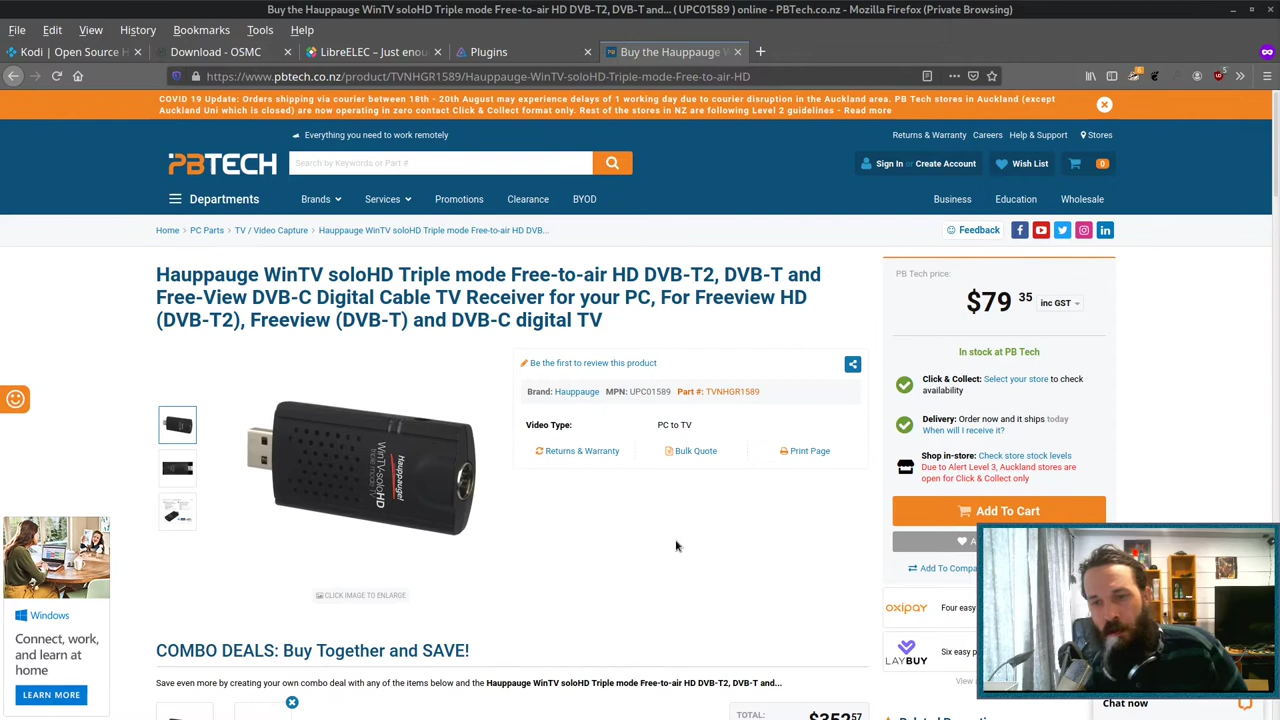 Buy the Hauppauge WinTV soloHD Triple mode Free-to-air HD DVB-T2, DVB-T and... ( UPC01589 ) online - PBTech.co.nz - Mozilla Firefox (Private Browsing)
File Edit View History Bookmarks Tools Help
Kodi | Open Source H
Download - OSMC
LibreELEC – Just enou
Plugins
Buy the Hauppauge W
https://www.pbtech.co.nz/product/TVNHGR1589/Hauppauge-WinTV-soloHD-Triple-mode-Free-to-air-HD
COVID 19 Update: Orders shipping via courier between 18th - 20th August may experience delays of 1 working day due to courier disruption in the Auckland area. PB Tech stores in Auckland (except
Auckland Uni which is closed) are now operating in zero contact Click & Collect format only. Rest of the stores in NZ are following Level 2 guidelines - Read more
Everything you need to work remotely
Returns & Warranty Careers Help & Support Stores
PBTECH
Search by Keywords or Part #
Sign In or Create Account
Wish List
0
Departments
Brands Services Promotions Clearance BYOD
Business Education Wholesale
Home > PC Parts > TV / Video Capture > Hauppauge WinTV soloHD Triple mode Free-to-air HD DVB...
Feedback
Hauppauge WinTV soloHD Triple mode Free-to-air HD DVB-T2, DVB-T and
Free-View DVB-C Digital Cable TV Receiver for your PC, For Freeview HD
(DVB-T2), Freeview (DVB-T) and DVB-C digital TV
PB Tech price:
$79 35 inc GST
In stock at PB Tech
Be the first to review this product
Brand: Hauppauge MPN: UPC01589 Part #: TVNHGR1589
Video Type: PC to TV
Returns & Warranty
Bulk Quote
Print Page
Click & Collect: Select your store to check
availability
Delivery: Order now and it ships today
When will I receive it?
Shop in-store: Check store stock levels
Due to Alert Level 3, Auckland stores are
open for Click & Collect only
Add To Cart
A
Add To Compa
Hauppauge!
WinTV-soloHD
triple mode TV
CLICK IMAGE TO ENLARGE
oxipay
Four easy
LAYBUY
Six easy p
View a
Windows
Connect, work,
and learn at
home
LEARN MORE
COMBO DEALS: Buy Together and SAVE!
Save even more by creating your own combo deal with any of the items below and the Hauppauge WinTV soloHD Triple mode Free-to-air HD DVB-T2, DVB-T and...
TOTAL: $352 57
Chat now